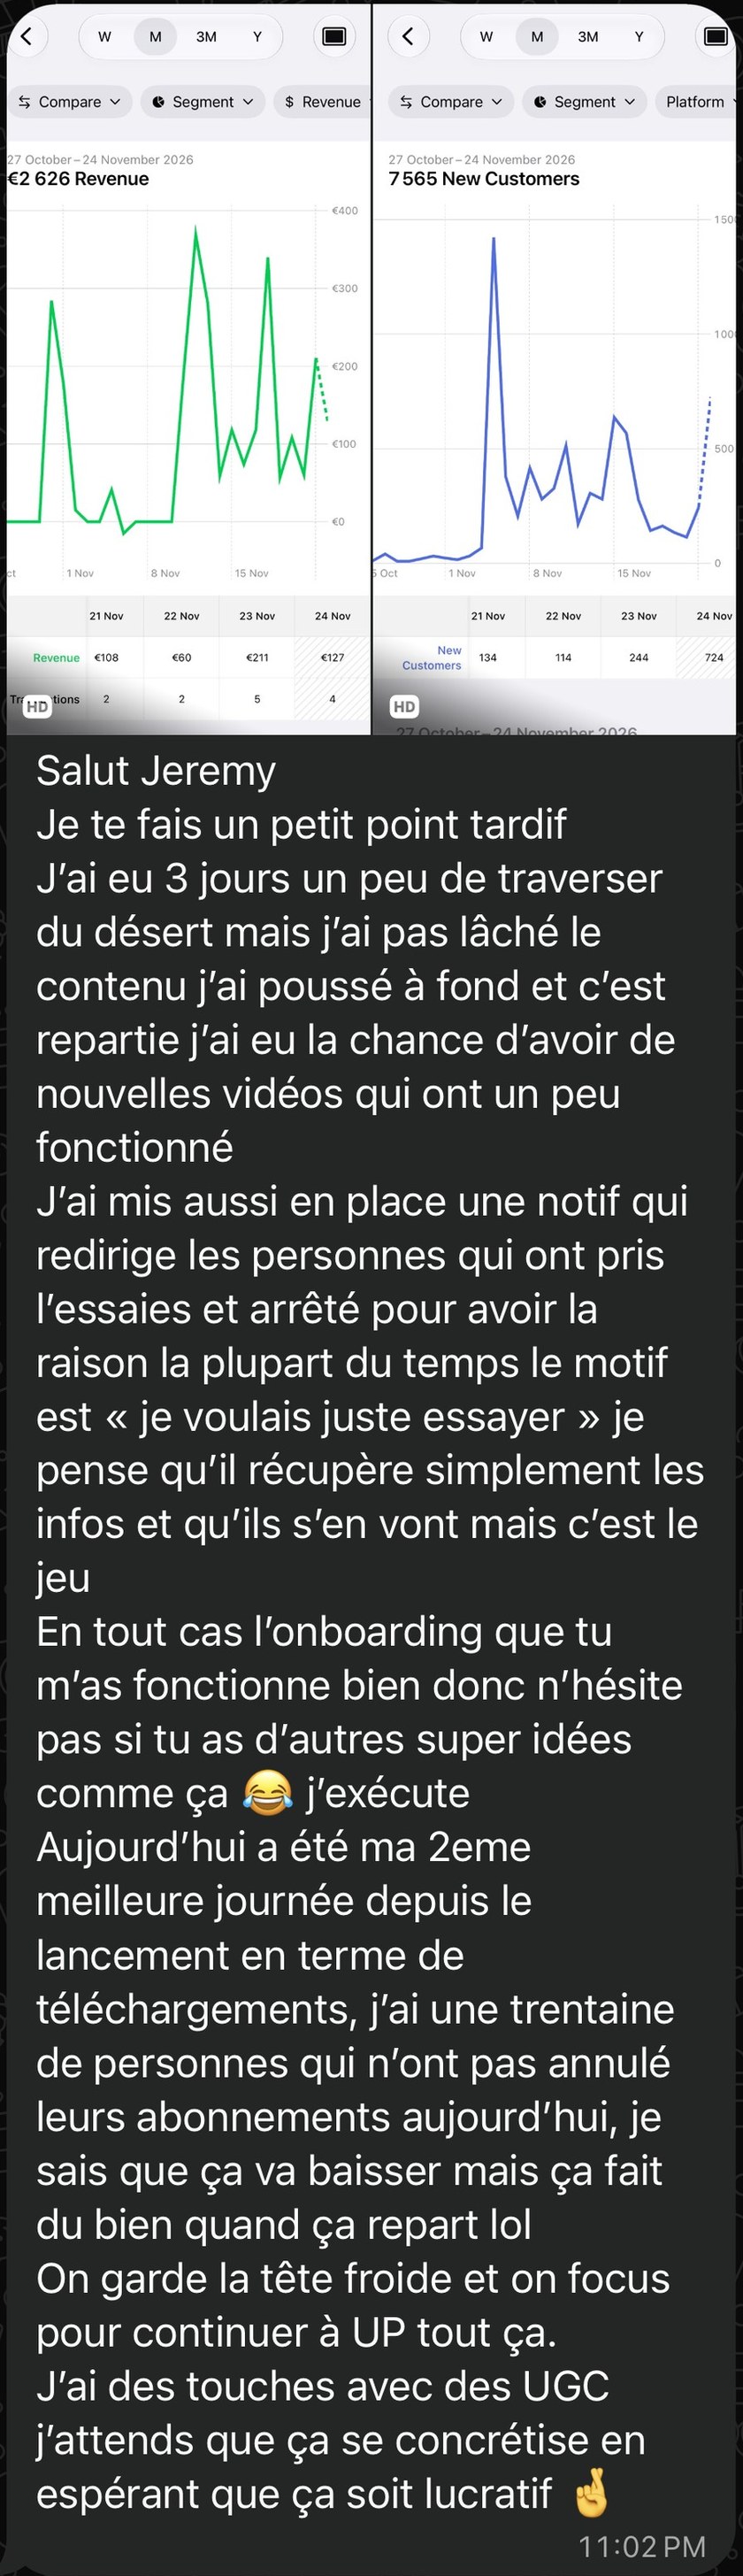 W M 3M Y
Compare Segment $ Revenue
27 October – 24 November 2026
€2 626 Revenue
€400
€300
€200
€100
€0
ct 1 Nov 8 Nov 15 Nov
21 Nov 22 Nov 23 Nov 24 Nov
Revenue €108 €60 €211 €127
2 2 5 4
HD
W M 3M Y
Compare Segment Platform
27 October – 24 November 2026
7 565 New Customers
1500
1000
500
0
5 Oct 1 Nov 8 Nov 15 Nov
21 Nov 22 Nov 23 Nov 24 Nov
New
Customers 134 114 244 724
HD
27 October – 24 November 2026
Salut Jeremy
Je te fais un petit point tardif
J’ai eu 3 jours un peu de traverser
du désert mais j’ai pas lâché le
contenu j’ai poussé à fond et c’est
repartie j’ai eu la chance d’avoir de
nouvelles vidéos qui ont un peu
fonctionné
J’ai mis aussi en place une notif qui
redirige les personnes qui ont pris
l’essaies et arrêté pour avoir la
raison la plupart du temps le motif
est « je voulais juste essayer » je
pense qu’il récupère simplement les
infos et qu’ils s’en vont mais c’est le
jeu
En tout cas l’onboarding que tu
m’as fonctionne bien donc n’hésite
pas si tu as d’autres super idées
comme ça 😂 j’exécute
Aujourd’hui a été ma 2eme
meilleure journée depuis le
lancement en terme de
téléchargements, j’ai une trentaine
de personnes qui n’ont pas annulé
leurs abonnements aujourd’hui, je
sais que ça va baisser mais ça fait
du bien quand ça repart lol
On garde la tête froide et on focus
pour continuer à UP tout ça.
J’ai des touches avec des UGC
j’attends que ça se concrétise en
espérant que ça soit lucratif 🤞
11:02 PM